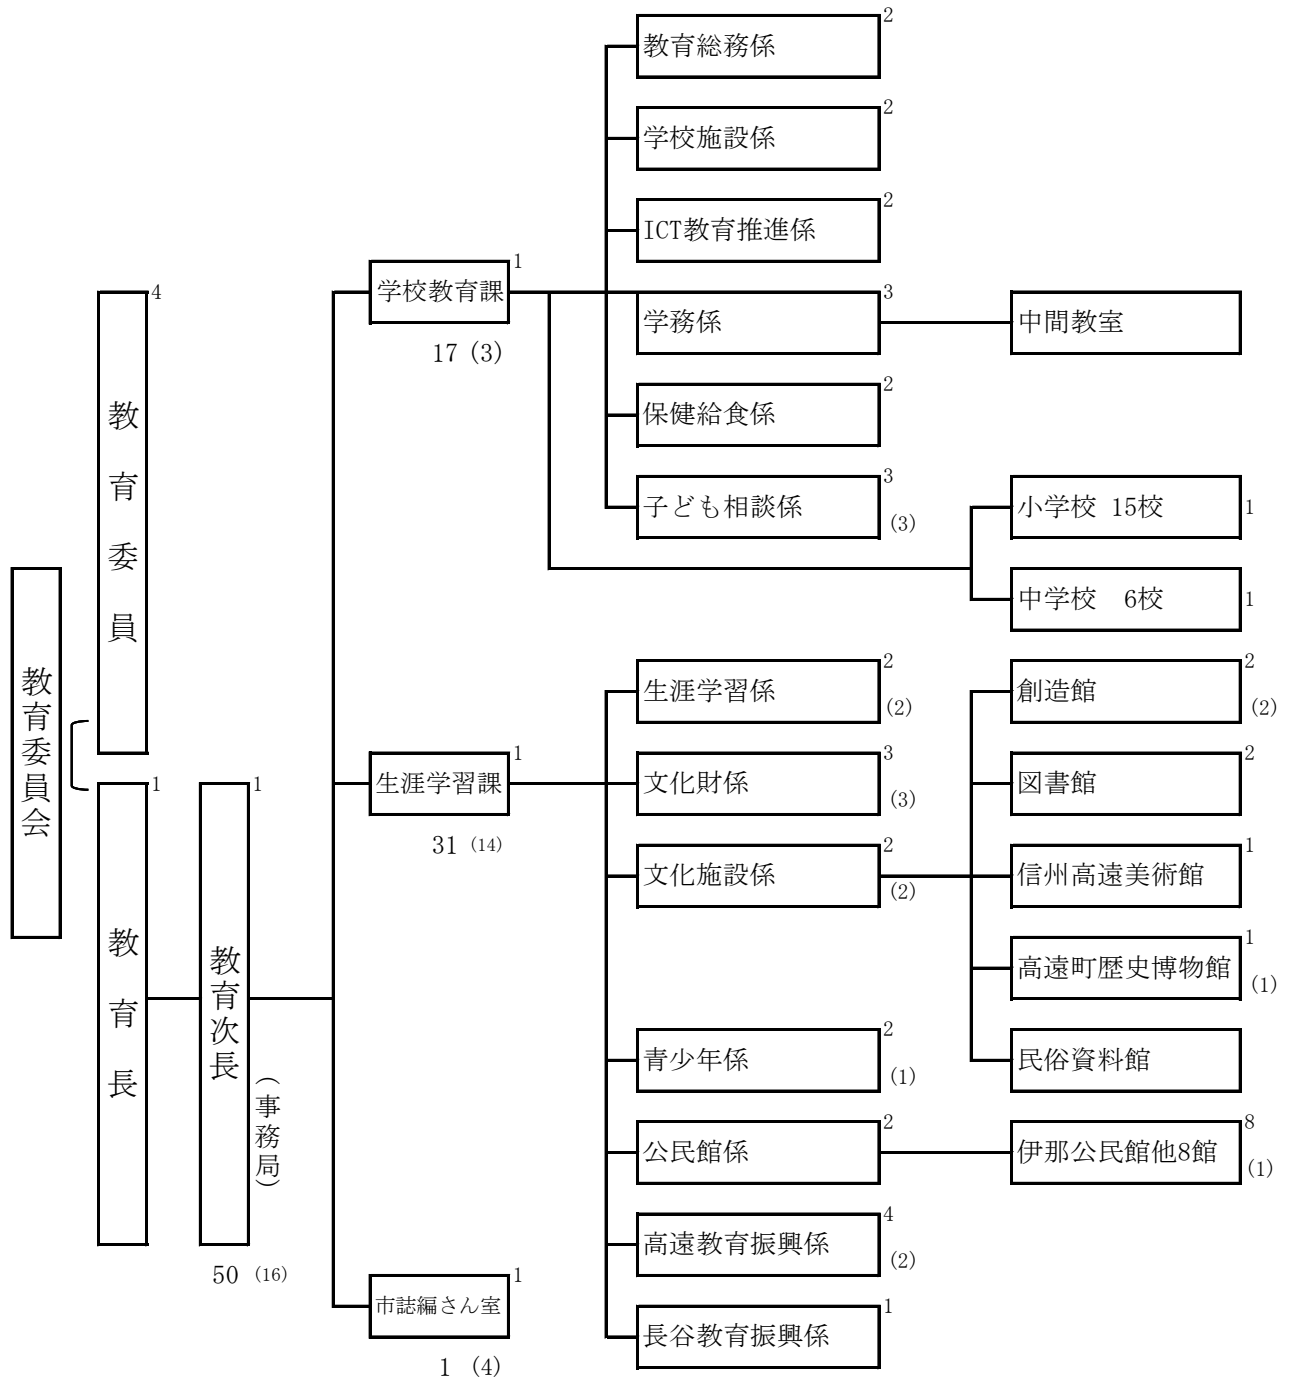 教育委員会
教育委員 4
教育長 1
教育次長 1
(事務局)
50 (16)
学校教育課 1
17 (3)
教育総務係 2
学校施設係 2
ICT教育推進係 2
学務係 3
中間教室
保健給食係 2
子ども相談係 3
(3)
小学校 15校 1
中学校 6校 1
生涯学習課 1
31 (14)
生涯学習係 2
(2)
文化財係 3
(3)
文化施設係 2
(2)
創造館 2
(2)
図書館 2
信州高遠美術館 1
高遠町歴史博物館 1
(1)
民俗資料館
青少年係 2
(1)
公民館係 2
伊那公民館他8館 8
(1)
高遠教育振興係 4
(2)
長谷教育振興係 1
市誌編さん室 1
1 (4)